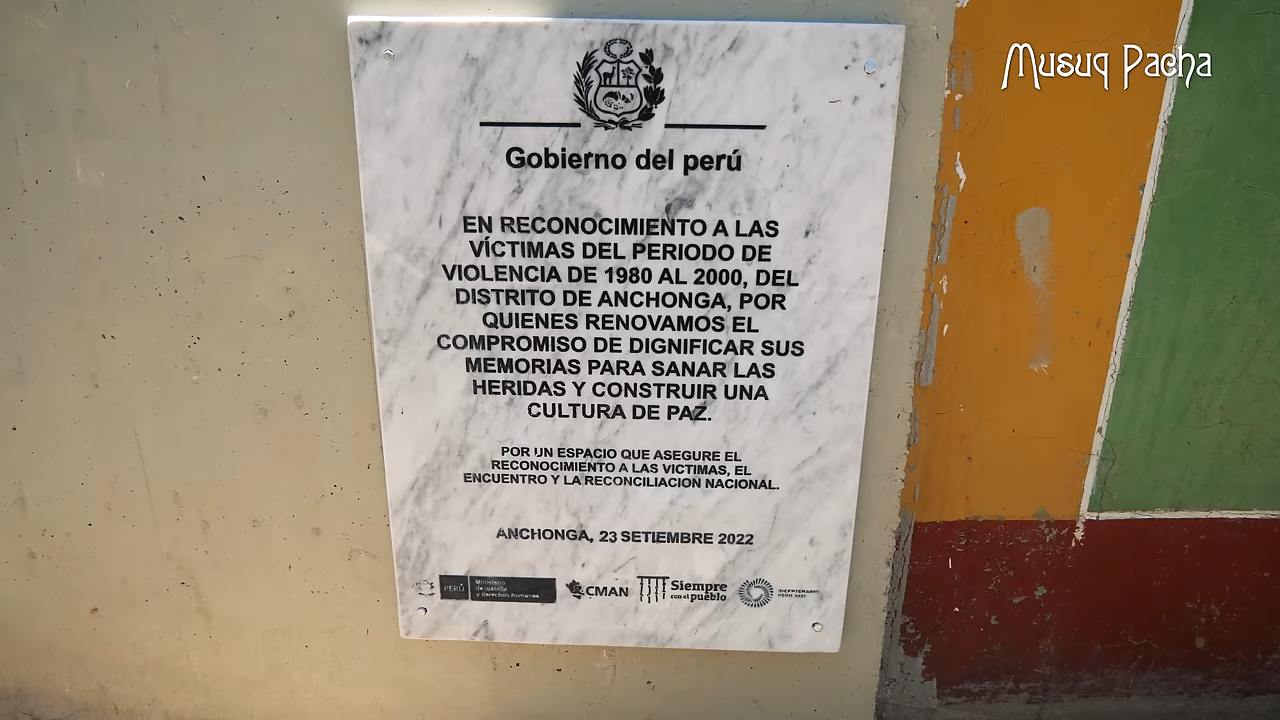 Musuq Pacha
Gobierno del perú
EN RECONOCIMIENTO A LAS
VÍCTIMAS DEL PERIODO DE
VIOLENCIA DE 1980 AL 2000, DEL
DISTRITO DE ANCHONGA, POR
QUIENES RENOVAMOS EL
COMPROMISO DE DIGNIFICAR SUS
MEMORIAS PARA SANAR LAS
HERIDAS Y CONSTRUIR UNA
CULTURA DE PAZ.
POR UN ESPACIO QUE ASEGURE EL
RECONOCIMIENTO A LAS VICTIMAS, EL
ENCUENTRO Y LA RECONCILIACION NACIONAL.
ANCHONGA, 23 SETIEMBRE 2022
PERÚ
Ministerio
de justicia
y derechos humanos
CMAN
Siempre
con el pueblo
BICENTENARIO
PERÚ 2021